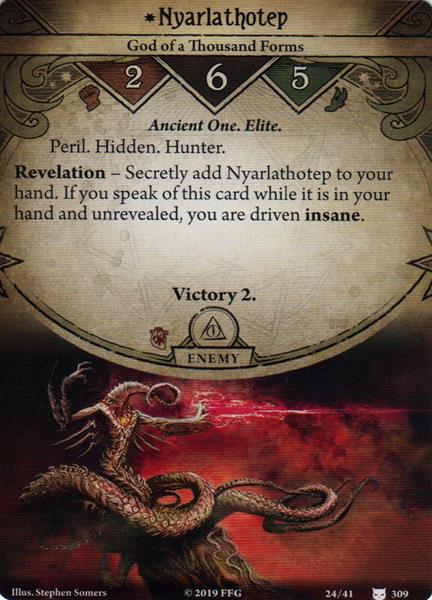 Nyarlathotep
God of a Thousand Forms
2 6 5
Ancient One. Elite.
Peril. Hidden. Hunter.
Revelation – Secretly add Nyarlathotep to your
hand. If you speak of this card while it is in your
hand and unrevealed, you are driven insane.
Victory 2.
1
ENEMY
Illus. Stephen Somers © 2019 FFG 24/41 309